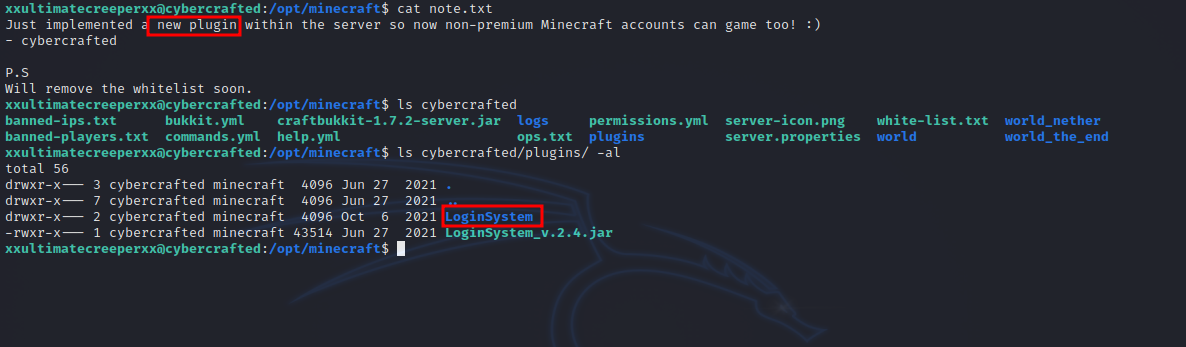 xxultimatecreeperxx@cybercrafted:/opt/minecraft$ cat note.txt
Just implemented a new plugin within the server so now non-premium Minecraft accounts can game too! :)
- cybercrafted
P.S
Will remove the whitelist soon.
xxultimatecreeperxx@cybercrafted:/opt/minecraft$ ls cybercrafted
banned-ips.txt bukkit.yml craftbukkit-1.7.2-server.jar logs permissions.yml server-icon.png white-list.txt world_nether
banned-players.txt commands.yml help.yml ops.txt plugins server.properties world world_the_end
xxultimatecreeperxx@cybercrafted:/opt/minecraft$ ls cybercrafted/plugins/ -al
total 56
drwxr-x--- 3 cybercrafted minecraft 4096 Jun 27 2021 .
drwxr-x--- 7 cybercrafted minecraft 4096 Jun 27 2021 ..
drwxr-x--- 2 cybercrafted minecraft 4096 Oct 6 2021 LoginSystem
-rwxr-x--- 1 cybercrafted minecraft 43514 Jun 27 2021 LoginSystem_v.2.4.jar
xxultimatecreeperxx@cybercrafted:/opt/minecraft$